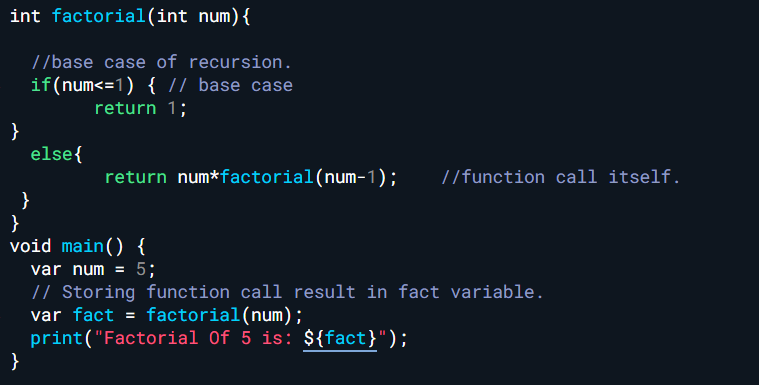 int factorial(int num){
//base case of recursion.
if(num<=1) { // base case
return 1;
}
else{
return num*factorial(num-1);    //function call itself.
}
}
void main() {
var num = 5;
// Storing function call result in fact variable.
var fact = factorial(num);
print("Factorial Of 5 is: ${fact}");
}